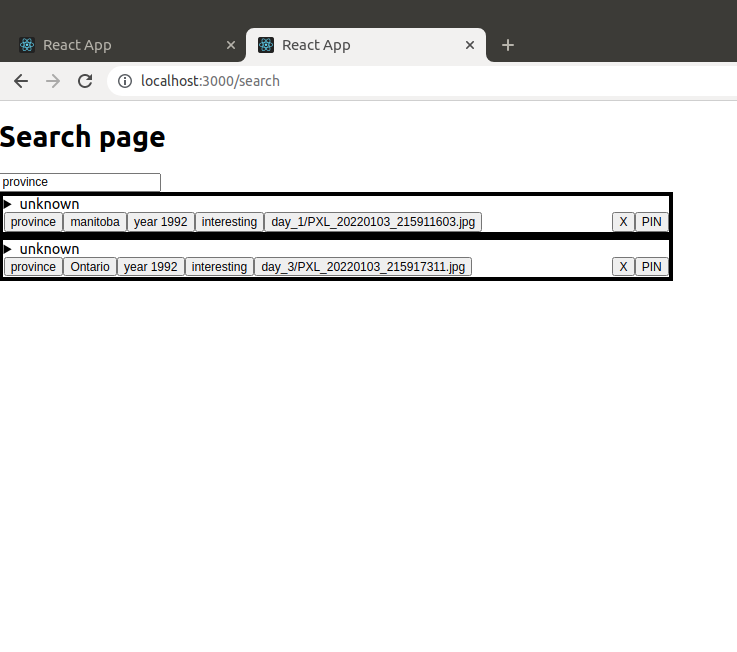 React App
React App
localhost:3000/search
Search page
province
unknown
province manitoba year 1992 interesting day_1/PXL_20220103_215911603.jpg X PIN
unknown
province Ontario year 1992 interesting day_3/PXL_20220103_215917311.jpg X PIN